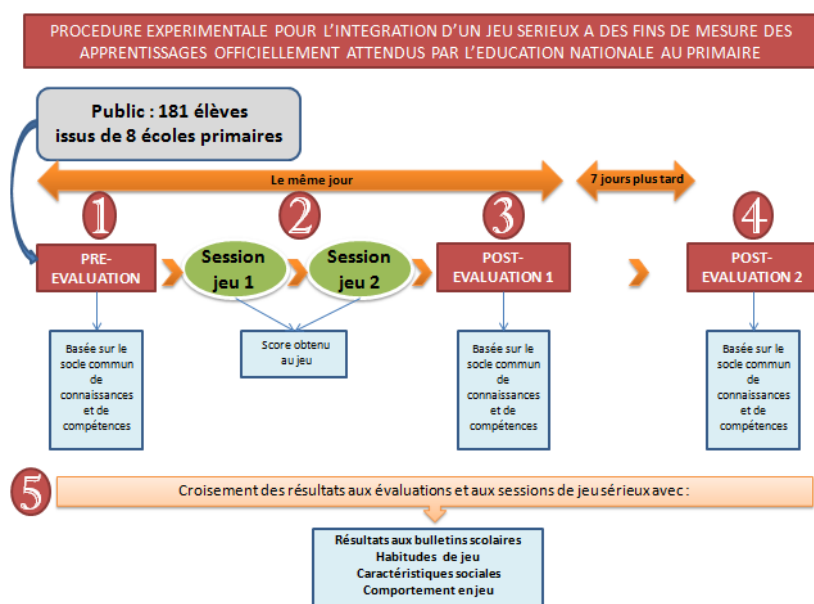 PROCEDURE EXPERIMENTALE POUR L'INTEGRATION D'UN JEU SERIEUX A DES FINS DE MESURE DES
APPRENTISSAGES OFFICIELLEMENT ATTENDUS PAR L'EDUCATION NATIONALE AU PRIMAIRE
Public : 181 élèves
issus de 8 écoles primaires
Le même jour
7 jours plus tard
1
2
3
4
PRE-
EVALUATION
Session
jeu 1
Session
jeu 2
POST-
EVALUATION 1
POST-
EVALUATION 2
Basée sur le
socle commun
de
connaissances
et de
compétences
Score obtenu
au jeu
Basée sur le
socle commun
de
connaissances
et de
compétences
Basée sur le
socle commun
de
connaissances
et de
compétences
5
Croisement des résultats aux évaluations et aux sessions de jeu sérieux avec :
Résultats aux bulletins scolaires
Habitudes de jeu
Caractéristiques sociales
Comportement en jeu